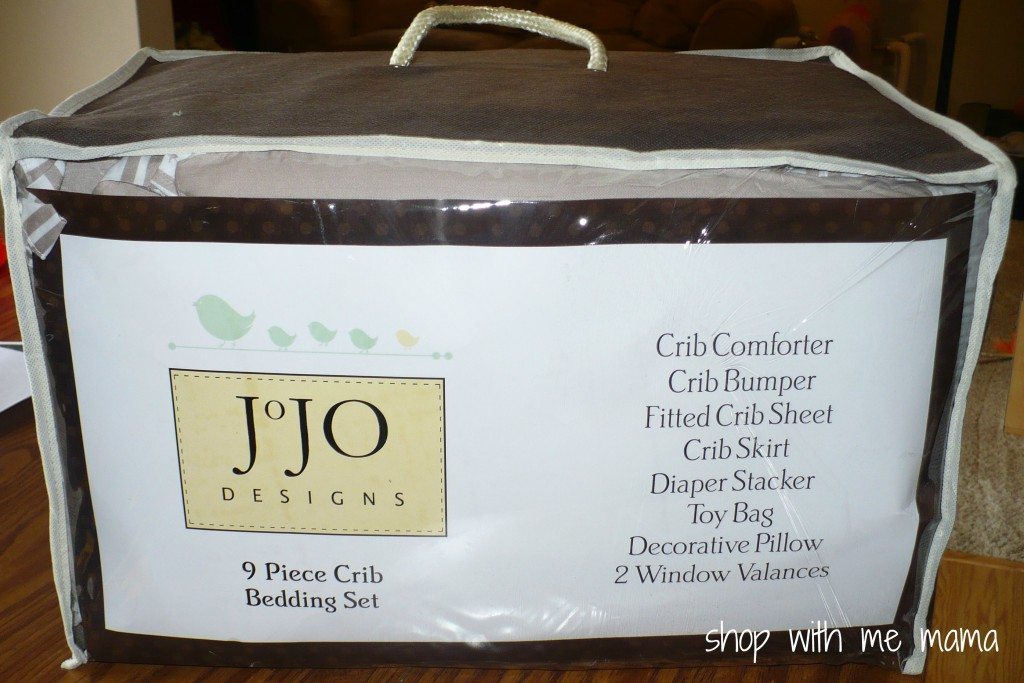 JoJO
DESIGNS
9 Piece Crib
Bedding Set
Crib Comforter
Crib Bumper
Fitted Crib Sheet
Crib Skirt
Diaper Stacker
Toy Bag
Decorative Pillow
2 Window Valances
shop with me mama